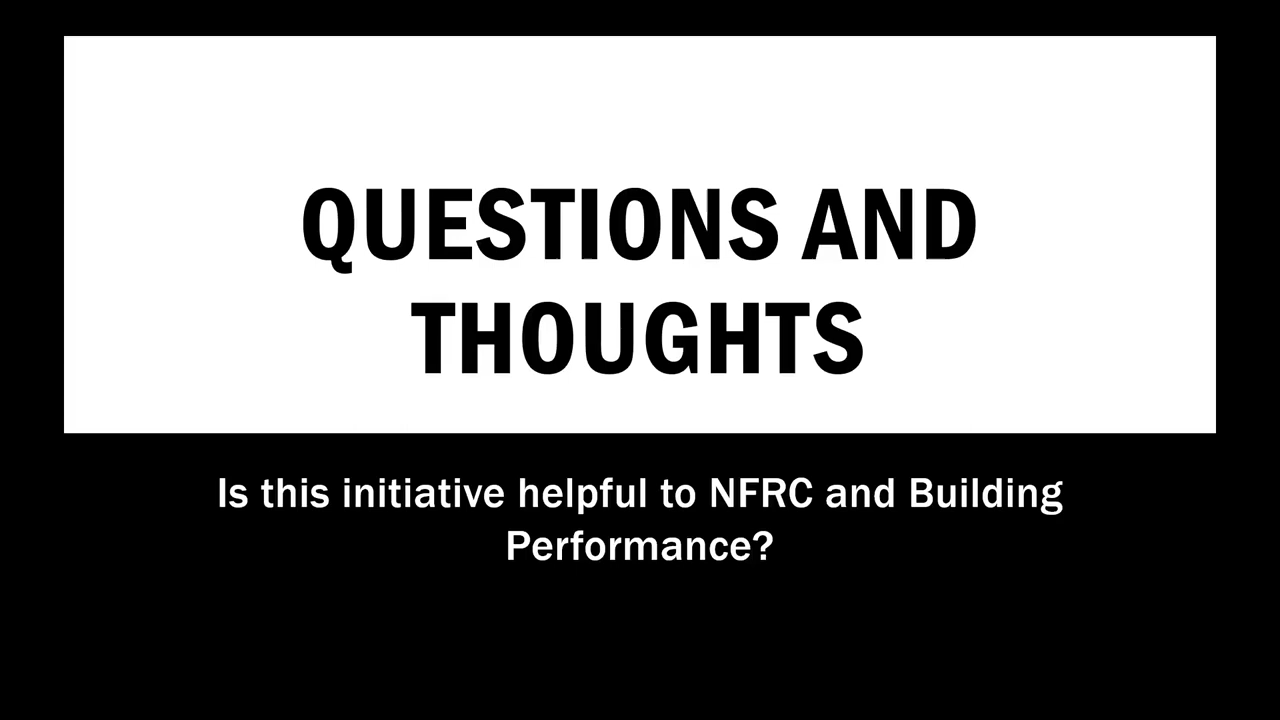 QUESTIONS AND
THOUGHTS
Is this initiative helpful to NFRC and Building
Performance?